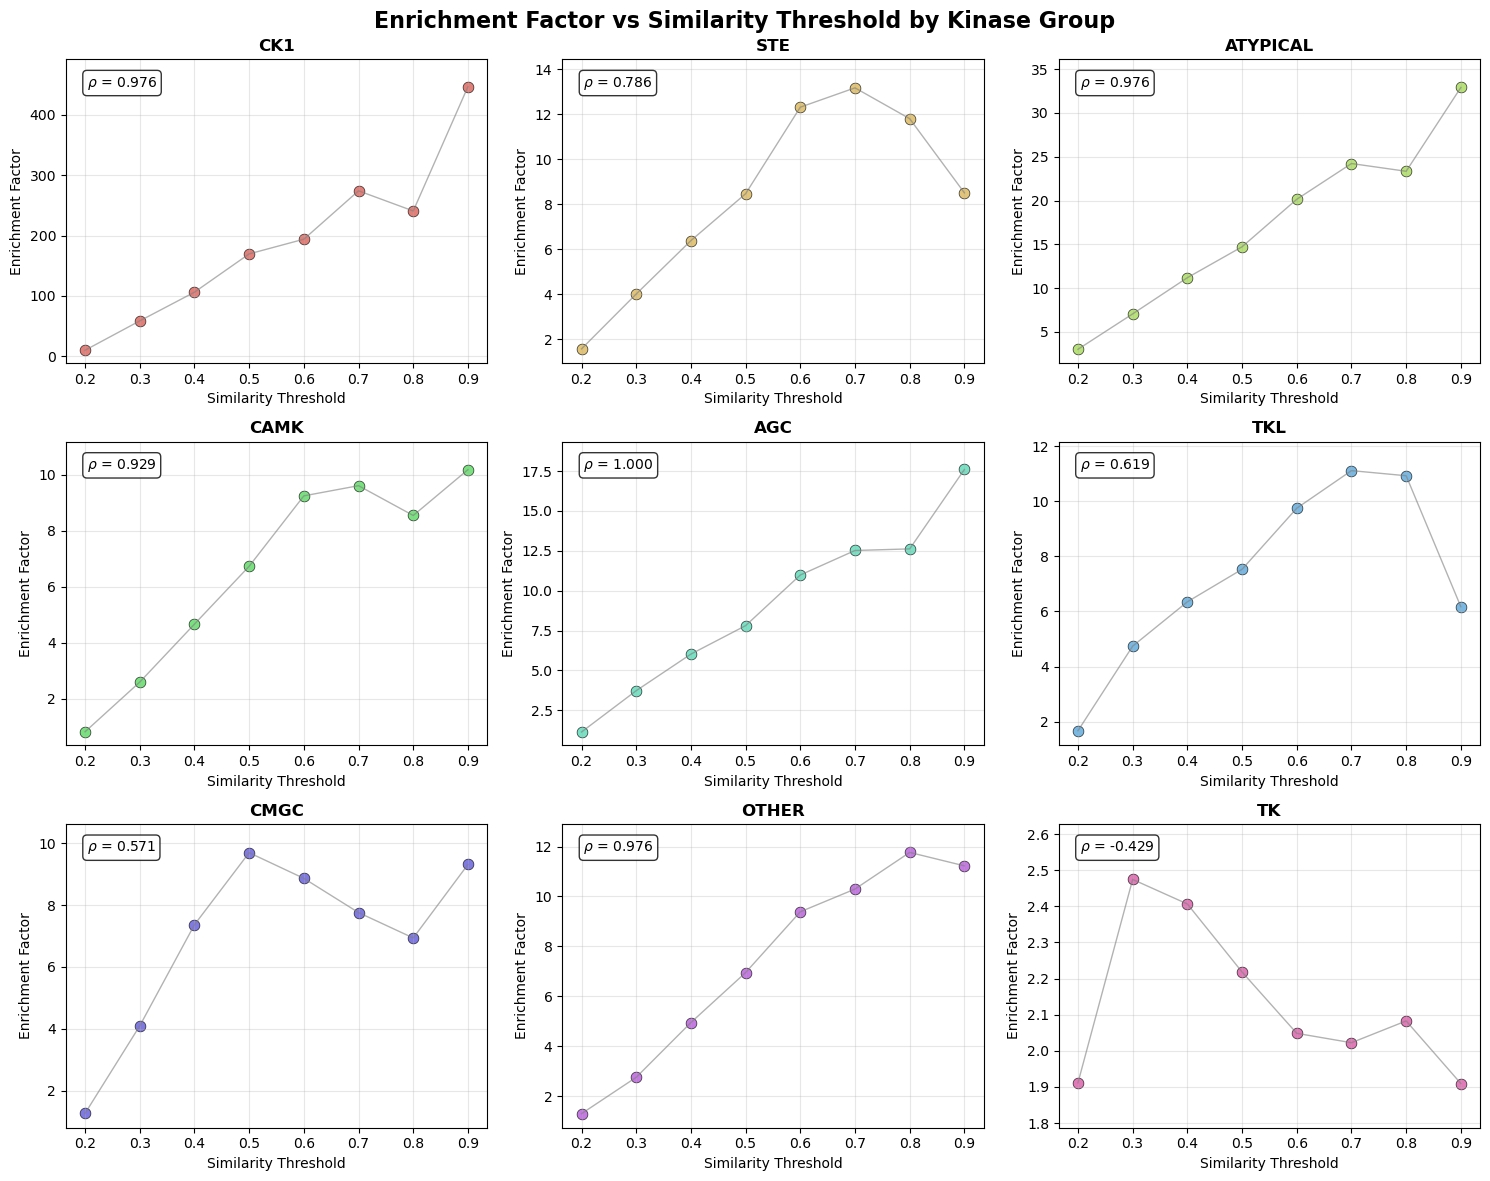 Enrichment Factor vs Similarity Threshold by Kinase Group
CK1
ρ = 0.976
400
300
200
100
0
Enrichment Factor
0.2 0.3 0.4 0.5 0.6 0.7 0.8 0.9
Similarity Threshold
STE
ρ = 0.786
14
12
10
8
6
4
2
Enrichment Factor
0.2 0.3 0.4 0.5 0.6 0.7 0.8 0.9
Similarity Threshold
ATYPICAL
ρ = 0.976
35
30
25
20
15
10
5
Enrichment Factor
0.2 0.3 0.4 0.5 0.6 0.7 0.8 0.9
Similarity Threshold
CAMK
ρ = 0.929
10
8
6
4
2
Enrichment Factor
0.2 0.3 0.4 0.5 0.6 0.7 0.8 0.9
Similarity Threshold
AGC
ρ = 1.000
17.5
15.0
12.5
10.0
7.5
5.0
2.5
Enrichment Factor
0.2 0.3 0.4 0.5 0.6 0.7 0.8 0.9
Similarity Threshold
TKL
ρ = 0.619
12
10
8
6
4
2
Enrichment Factor
0.2 0.3 0.4 0.5 0.6 0.7 0.8 0.9
Similarity Threshold
CMGC
ρ = 0.571
10
8
6
4
2
Enrichment Factor
0.2 0.3 0.4 0.5 0.6 0.7 0.8 0.9
Similarity Threshold
OTHER
ρ = 0.976
12
10
8
6
4
2
Enrichment Factor
0.2 0.3 0.4 0.5 0.6 0.7 0.8 0.9
Similarity Threshold
TK
ρ = -0.429
2.6
2.5
2.4
2.3
2.2
2.1
2.0
1.9
1.8
Enrichment Factor
0.2 0.3 0.4 0.5 0.6 0.7 0.8 0.9
Similarity Threshold